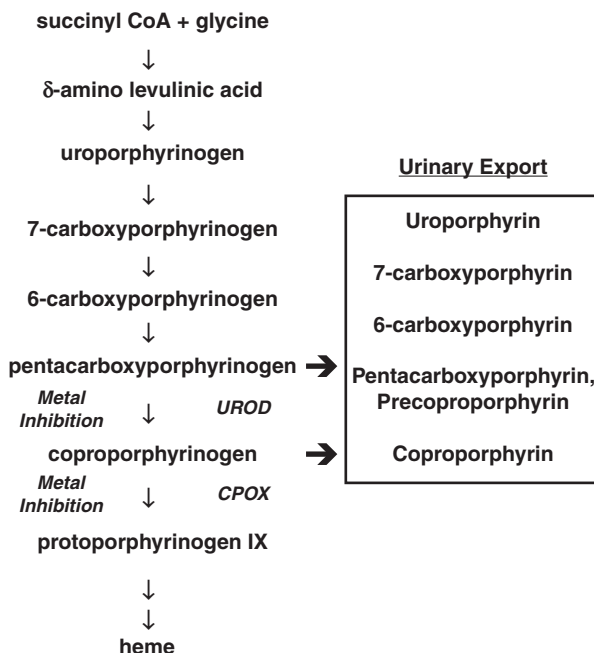 succinyl CoA + glycine
↓
δ-amino levulinic acid
↓
uroporphyrinogen
↓
7-carboxyporphyrinogen
↓
6-carboxyporphyrinogen
↓
pentacarboxyporphyrinogen
Metal
Inhibition
↓
UROD
coproporphyrinogen
Metal
Inhibition
↓
CPOX
protoporphyrinogen IX
↓
↓
heme
Urinary Export
Uroporphyrin
7-carboxyporphyrin
6-carboxyporphyrin
Pentacarboxyporphyrin,
Precoproporphyrin
Coproporphyrin